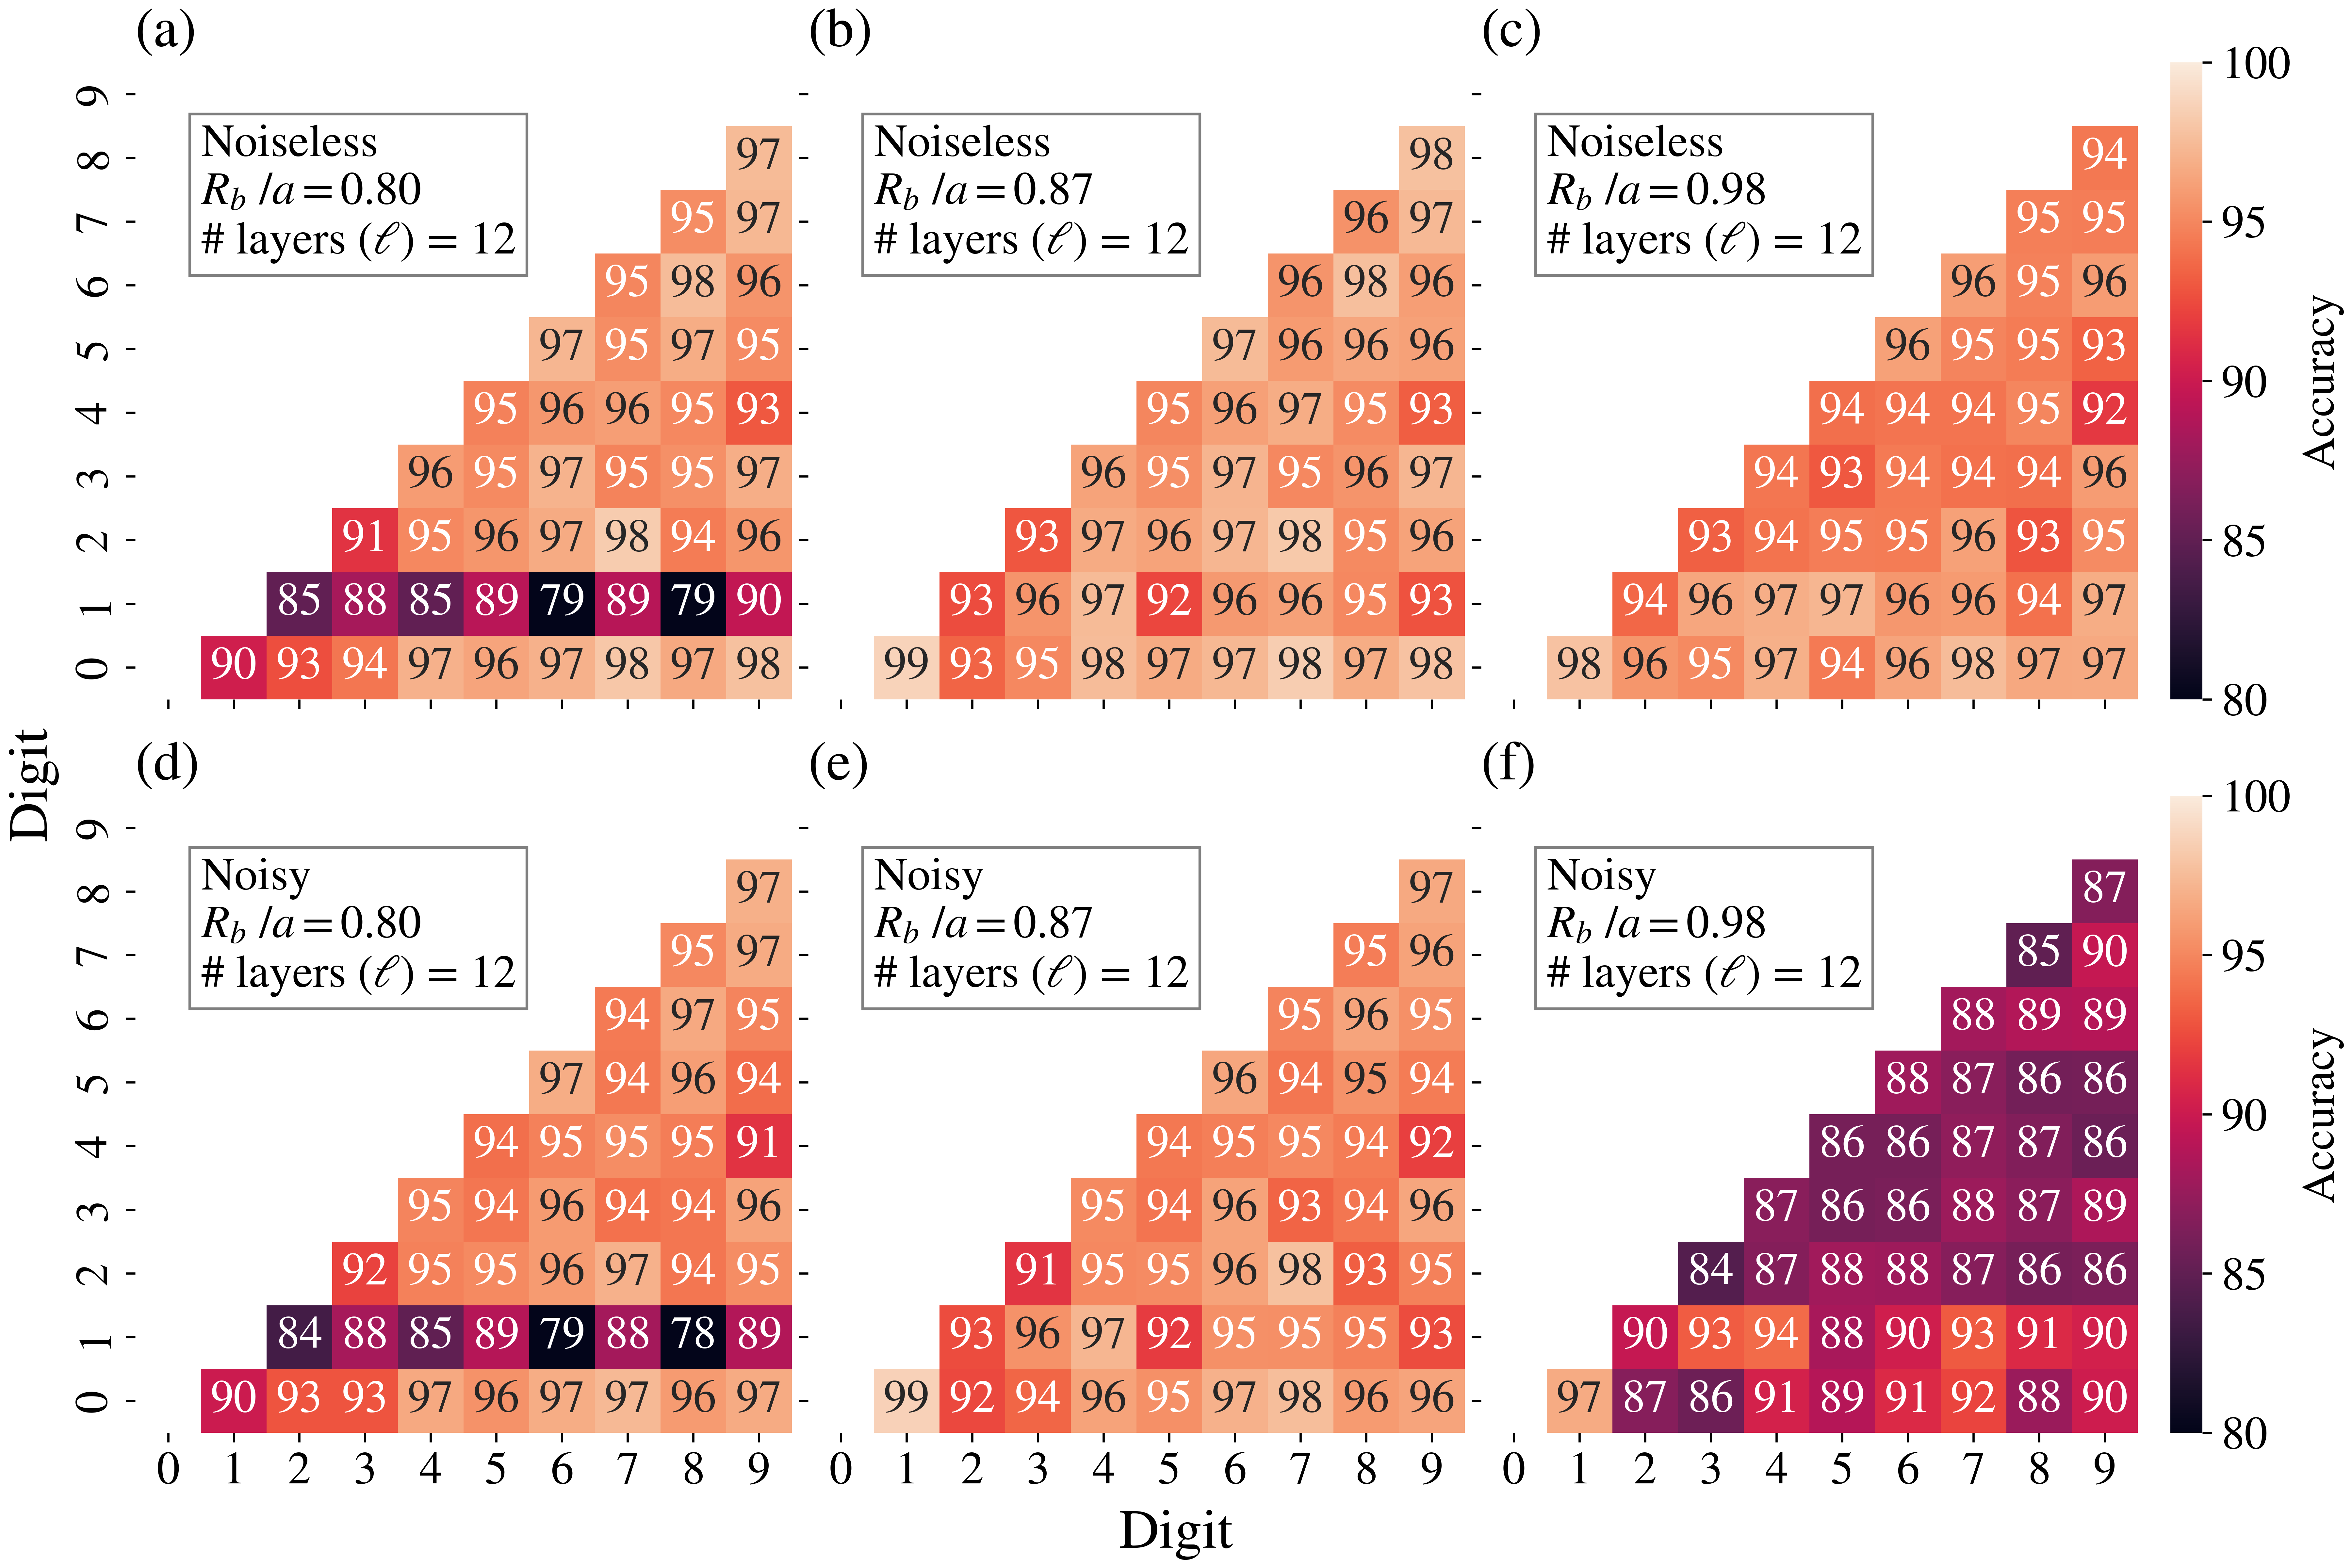 (a) (b) (c)
9
Noiseless
R_b /a = 0.80
# layers (ℓ) = 12
Noiseless
R_b /a = 0.87
# layers (ℓ) = 12
Noiseless
R_b /a = 0.98
# layers (ℓ) = 12
8 97 98 94
7 95 97 96 97 95 95
6 95 98 96 96 98 96 96 95 96
5 97 95 97 95 97 96 96 96 96 95 95 93
4 95 96 96 95 93 95 96 97 95 93 94 94 94 95 92
3 96 95 97 95 95 97 96 95 97 95 96 97 94 93 94 94 94 96
2 91 95 96 97 98 94 96 93 97 96 97 98 95 96 93 94 95 95 96 93 95
1 85 88 85 89 79 89 79 90 93 96 97 92 96 96 95 93 94 96 97 97 96 96 94 97
0 90 93 94 97 96 97 98 97 98 99 93 95 98 97 97 98 97 98 98 96 95 97 94 96 98 97 97
100
95
90
85
80
Accuracy
Digit
(d) (e) (f)
9
Noisy
R_b /a = 0.80
# layers (ℓ) = 12
Noisy
R_b /a = 0.87
# layers (ℓ) = 12
Noisy
R_b /a = 0.98
# layers (ℓ) = 12
8 97 97 87
7 95 97 95 96 85 90
6 94 97 95 95 96 95 88 89 89
5 97 94 96 94 96 94 95 94 88 87 86 86
4 94 95 95 95 91 94 95 95 94 92 86 86 87 87 86
3 95 94 96 94 94 96 95 94 96 93 94 96 87 86 86 88 87 89
2 92 95 95 96 97 94 95 91 95 95 96 98 93 95 84 87 88 88 87 86 86
1 84 88 85 89 79 88 78 89 93 96 97 92 95 95 95 93 90 93 94 88 90 93 91 90
0 90 93 93 97 96 97 97 96 97 99 92 94 96 95 97 98 96 96 97 87 86 91 89 91 92 88 90
0 1 2 3 4 5 6 7 8 9 0 1 2 3 4 5 6 7 8 9 0 1 2 3 4 5 6 7 8 9
100
95
90
85
80
Accuracy
Digit